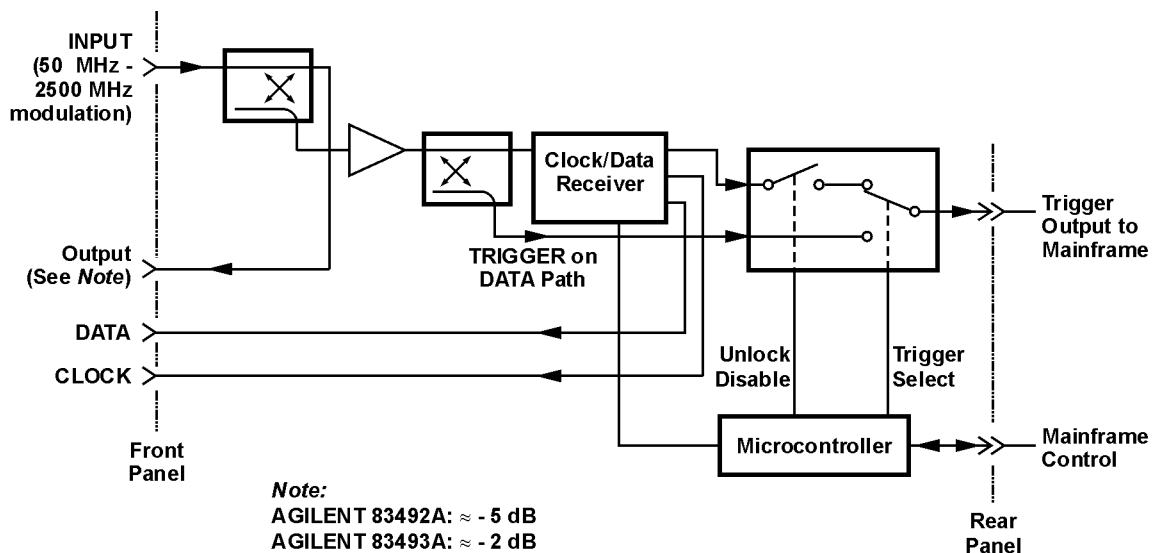 INPUT
(50 MHz -
2500 MHz
modulation)
Clock/Data
Receiver
Trigger
Output to
Mainframe
TRIGGER on
DATA Path
Output
(See Note)
DATA
CLOCK
Unlock
Disable
Trigger
Select
Microcontroller
Mainframe
Control
Front
Panel
Note:
AGILENT 83492A: ≈ - 5 dB
AGILENT 83493A: ≈ - 2 dB
Rear
Panel